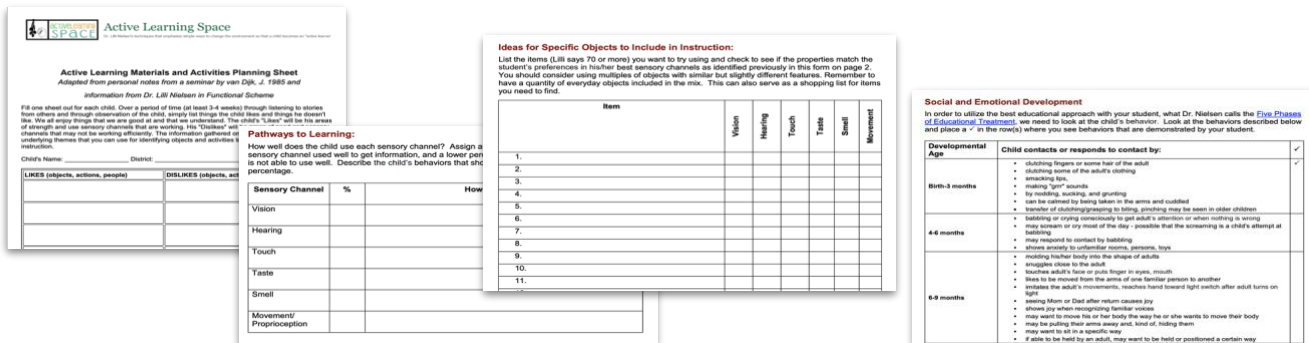 ACTIVELEARNING
SPACE
Active Learning Space
Active Learning Materials and Activities Planning Sheet
Adapted from personal notes from a seminar by van Dijk, J. 1985 and
information from Dr. Lilli Nielsen in Functional Scheme
Fill one sheet out for each child. Over a period of time (at least 3-4 weeks) through listening to stories
from others and through observation of the child, simply list things the child likes and things he doesn't
like. We all enjoy things that we are good at and that we understand. The child's "Likes" will be his areas
of strength and use sensory channels that are working. His "Dislikes" will
channels that may not be working efficiently. The information gathered
underlying themes that you can use for identifying objects and activities
instruction.
Child's Name: District:
LIKES (objects, actions, people) DISLIKES (objects, act
Pathways to Learning:
How well does the child use each sensory channel? Assign a
sensory channel used well to get information, and a lower per
is not able to use well. Describe the child's behaviors that sho
percentage.
Sensory Channel % How
Vision
Hearing
Touch
Taste
Smell
Movement/
Proprioception
Ideas for Specific Objects to Include in Instruction:
List the items (Lilli says 70 or more) you want to try using and check to see if the properties match the
student's preferences in his/her best sensory channels as identified previously in this form on page 2.
You should consider using multiples of objects with similar but slightly different features. Remember to
have a quantity of everyday objects included in the mix. This can also serve as a shopping list for items
you need to find.
Item Vision Hearing Touch Taste Smell Movement
1.
2.
3.
4.
5.
6.
7.
8.
9.
10.
11.
Social and Emotional Development
In order to utilize the best educational approach with your student, what Dr. Nielsen calls the Five Phases
of Educational Treatment, we need to look at the child's behavior. Look at the behaviors described below
and place a ✓ in the row(s) where you see behaviors that are demonstrated by your student.
Developmental
Age
Child contacts or responds to contact by: ✓
Birth-3 months
• clutching fingers or some hair of the adult ✓
• clutching some of the adult's clothing
• smacking lips,
• making "grrr" sounds
• by nodding, sucking, and grunting
• can be calmed by being taken in the arms and cuddled
• transfer of clutching/grasping to biting, pinching may be seen in older children
4-6 months
• babbling or crying consciously to get adult's attention or when nothing is wrong
• may scream or cry most of the day - possible that the screaming is a child's attempt at
babbling
• may respond to contact by babbling
• shows anxiety to unfamiliar rooms, persons, toys
6-9 months
• molding his/her body into the shape of adults
• snuggles close to the adult
• touches adult's face or puts finger in eyes, mouth
• likes to be moved from the arms of one familiar person to another
• imitates the adult's movements, reaches hand toward light switch after adult turns on
light
• seeing Mom or Dad after return causes joy
• shows joy when recognizing familiar voices
• may want to move his or her body the way he or she wants to move their body
• may be pulling their arms away and, kind of, hiding them
• may want to sit in a specific way
• if able to be held by an adult, may want to be held or positioned a certain way